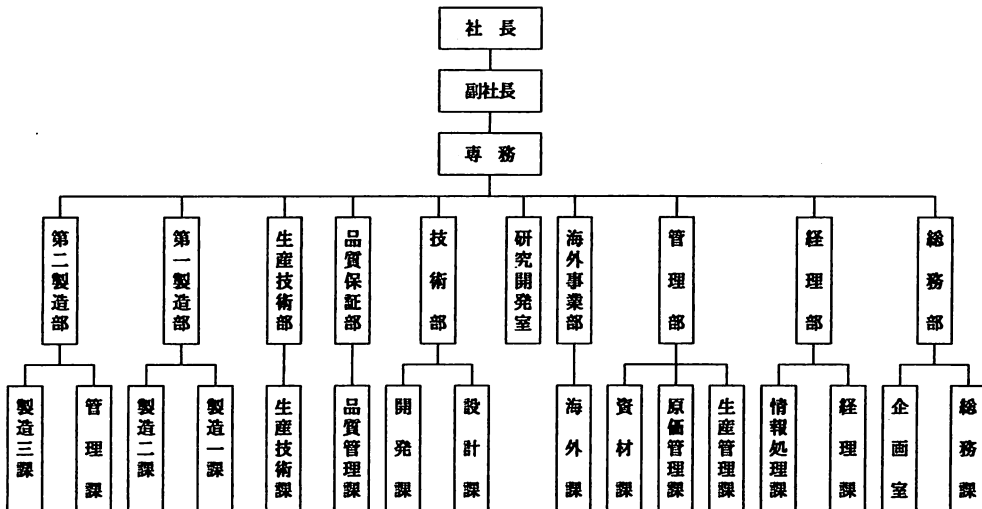 社長
副社長
専務
第二製造部
第一製造部
生産技術部
品質保証部
技術部
研究開発室
海外事業部
管理部
経理部
総務部
製造三課
管理課
製造二課
製造一課
生産技術課
品質管理課
開発課
設計課
海外課
資材課
原価管理課
生産管理課
情報処理課
経理課
企画室
総務課